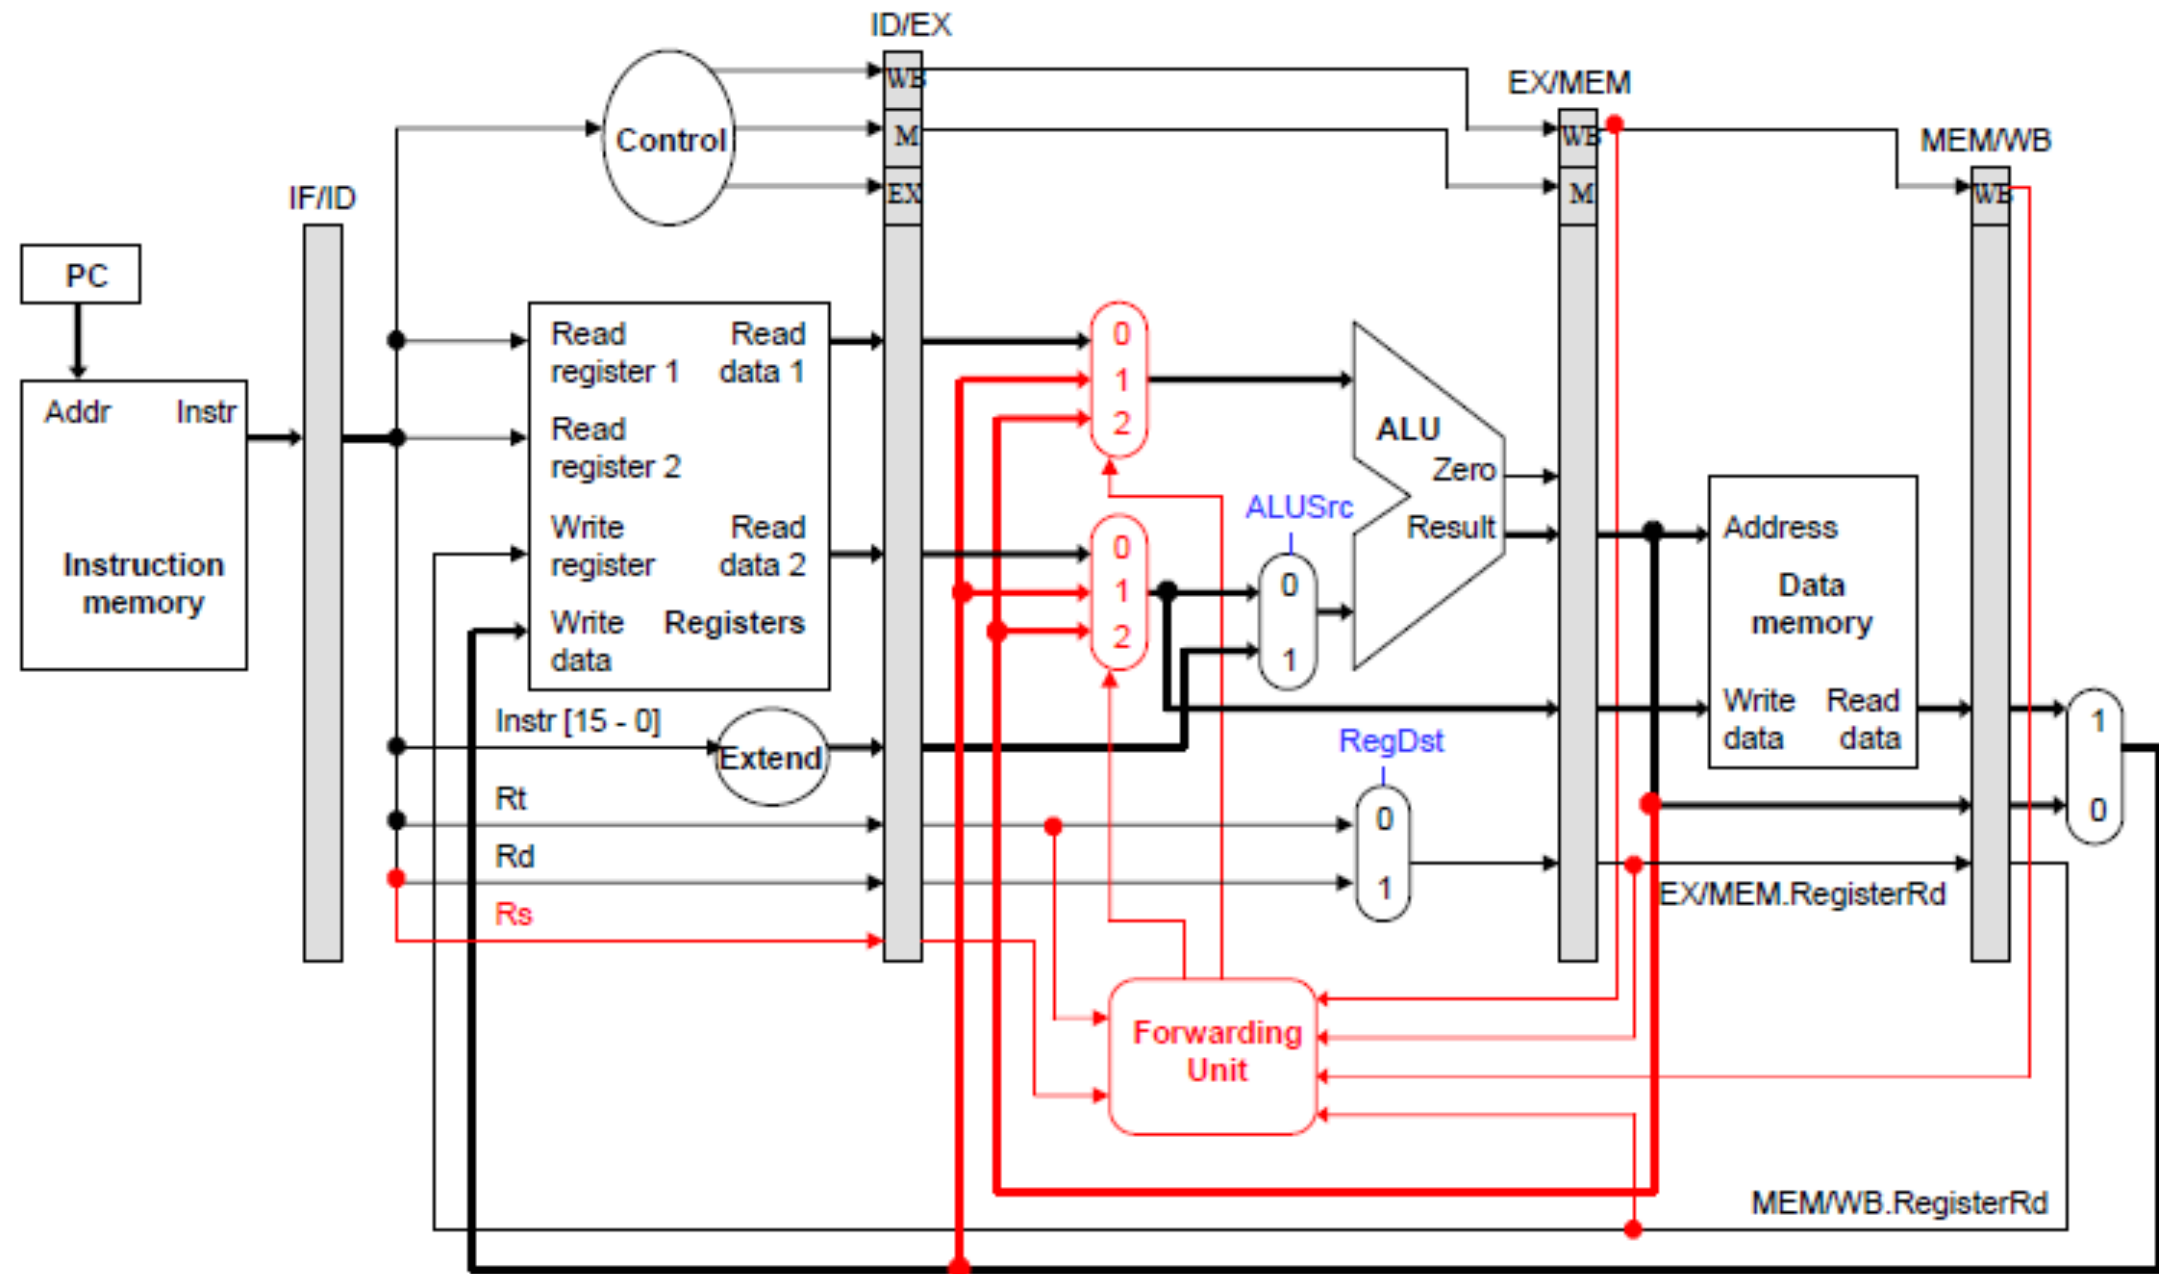 ID/EX
EX/MEM
MEM/WB
IF/ID
WB
M
EX
WB
M
WB
Control
PC
Addr Instr
Instruction
memory
Read
register 1
Read
data 1
Read
register 2
Write
register
Read
data 2
Write
data
Registers
0
1
2
0
1
2
ALU
Zero
Result
ALUSrc
0
1
Address
Data
memory
Write
data
Read
data
1
0
Instr [15 - 0]
Extend
RegDst
0
1
Rt
Rd
Rs
EX/MEM.RegisterRd
Forwarding
Unit
MEM/WB.RegisterRd